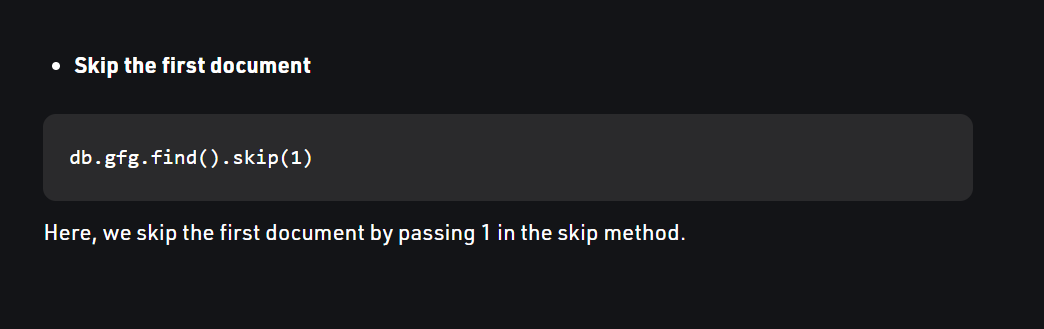 Skip the first document
db.gfg.find().skip(1)
Here, we skip the first document by passing 1 in the skip method.